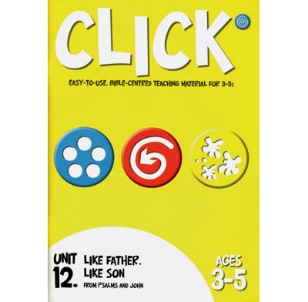 CLICK
EASY-TO-USE, BIBLE-CENTRED TEACHING MATERIAL FOR 3-5s
UNIT 12.
LIKE FATHER.
LIKE SON
FROM PSALMS AND JOHN
AGES
3-5